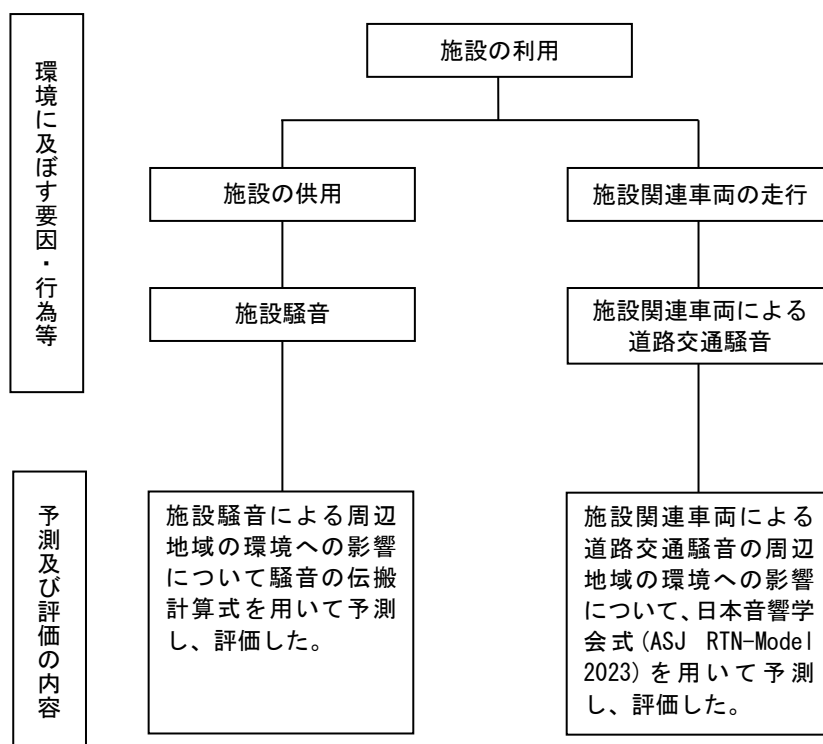 施設の利用
環境に及ぼす要因・行為等
施設の供用
施設関連車両の走行
施設騒音
施設関連車両による
道路交通騒音
予測及び評価の内容
施設騒音による周辺
地域の環境への影響
について騒音の伝搬
計算式を用いて予測
し、評価した。
施設関連車両による
道路交通騒音の周辺
地域の環境への影響
について、日本音響学
会式(ASJ RTN-Model
2023)を用いて予測
し、評価した。